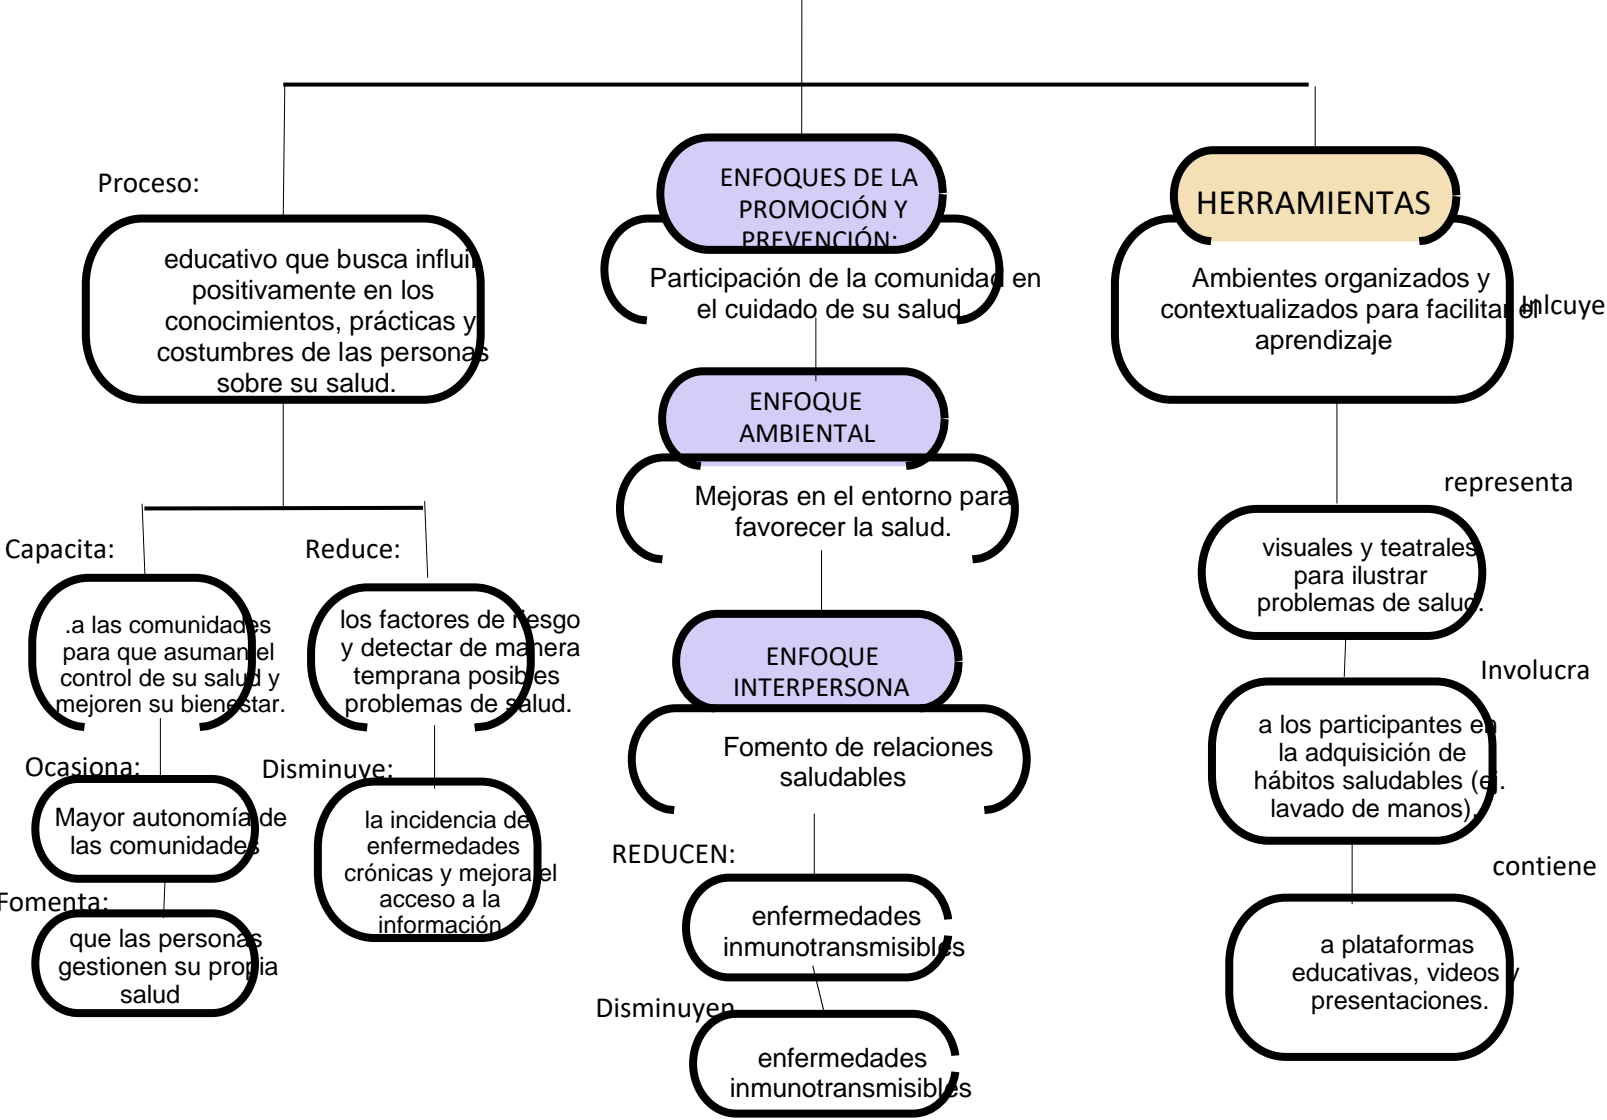 Proceso:
educativo que busca influir
positivamente en los
conocimientos, prácticas y
costumbres de las personas
sobre su salud.
Capacita:
.a las comunidades
para que asuman el
control de su salud y
mejoren su bienestar.
Ocasiona:
Mayor autonomía de
las comunidades
Fomenta:
que las personas
gestionen su propia
salud
Reduce:
los factores de riesgo
y detectar de manera
temprana posibles
problemas de salud.
Disminuye:
la incidencia de
enfermedades
crónicas y mejora el
acceso a la
información
ENFOQUES DE LA
PROMOCIÓN Y
PREVENCIÓN:
Participación de la comunidad en
el cuidado de su salud
ENFOQUE
AMBIENTAL
Mejoras en el entorno para
favorecer la salud.
ENFOQUE
INTERPERSONA
Fomento de relaciones
saludables
REDUCEN:
enfermedades
inmunotransmisibles
Disminuyen
enfermedades
inmunotransmisibles
HERRAMIENTAS
Inlcuye
Ambientes organizados y
contextualizados para facilitar el
aprendizaje
representa
visuales y teatrales
para ilustrar
problemas de salud.
Involucra
a los participantes en
la adquisición de
hábitos saludables (ej.
lavado de manos).
contiene
a plataformas
educativas, videos y
presentaciones.